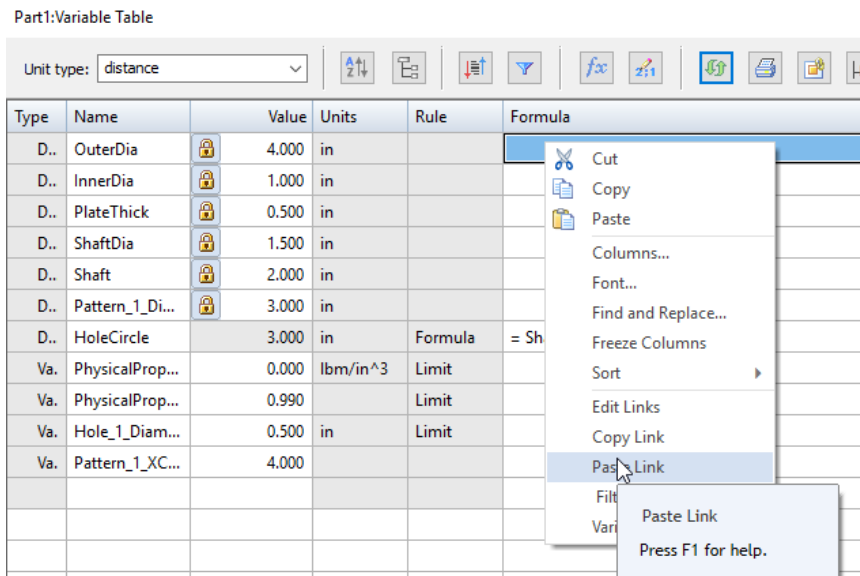 Part1:Variable Table
Unit type: distance
Type Name Value Units Rule Formula
D.. OuterDia 4.000 in
D.. InnerDia 1.000 in
D.. PlateThick 0.500 in
D.. ShaftDia 1.500 in
D.. Shaft 2.000 in
D.. Pattern_1_Di... 3.000 in
D.. HoleCircle 3.000 in Formula = Sh
Va. PhysicalProp... 0.000 lbm/in^3 Limit
Va. PhysicalProp... 0.990 Limit
Va. Hole_1_Diam... 0.500 in Limit
Va. Pattern_1_XC... 4.000
Cut
Copy
Paste
Columns...
Font...
Find and Replace...
Freeze Columns
Sort
Edit Links
Copy Link
Paste Link
Filt
Vari
Paste Link
Press F1 for help.